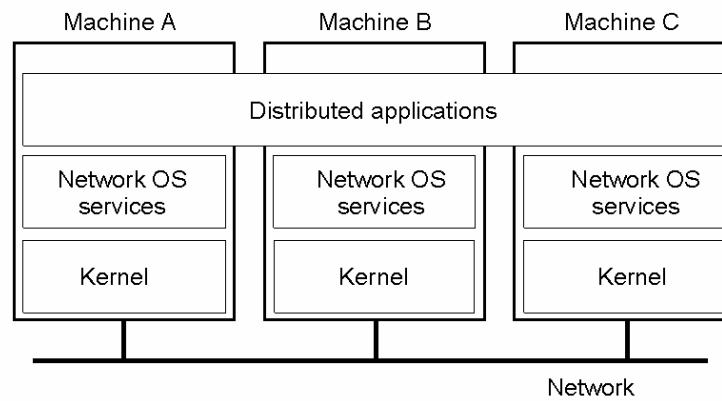 Machine A
Machine B
Machine C
Distributed applications
Network OS
services
Network OS
services
Network OS
services
Kernel
Kernel
Kernel
Network